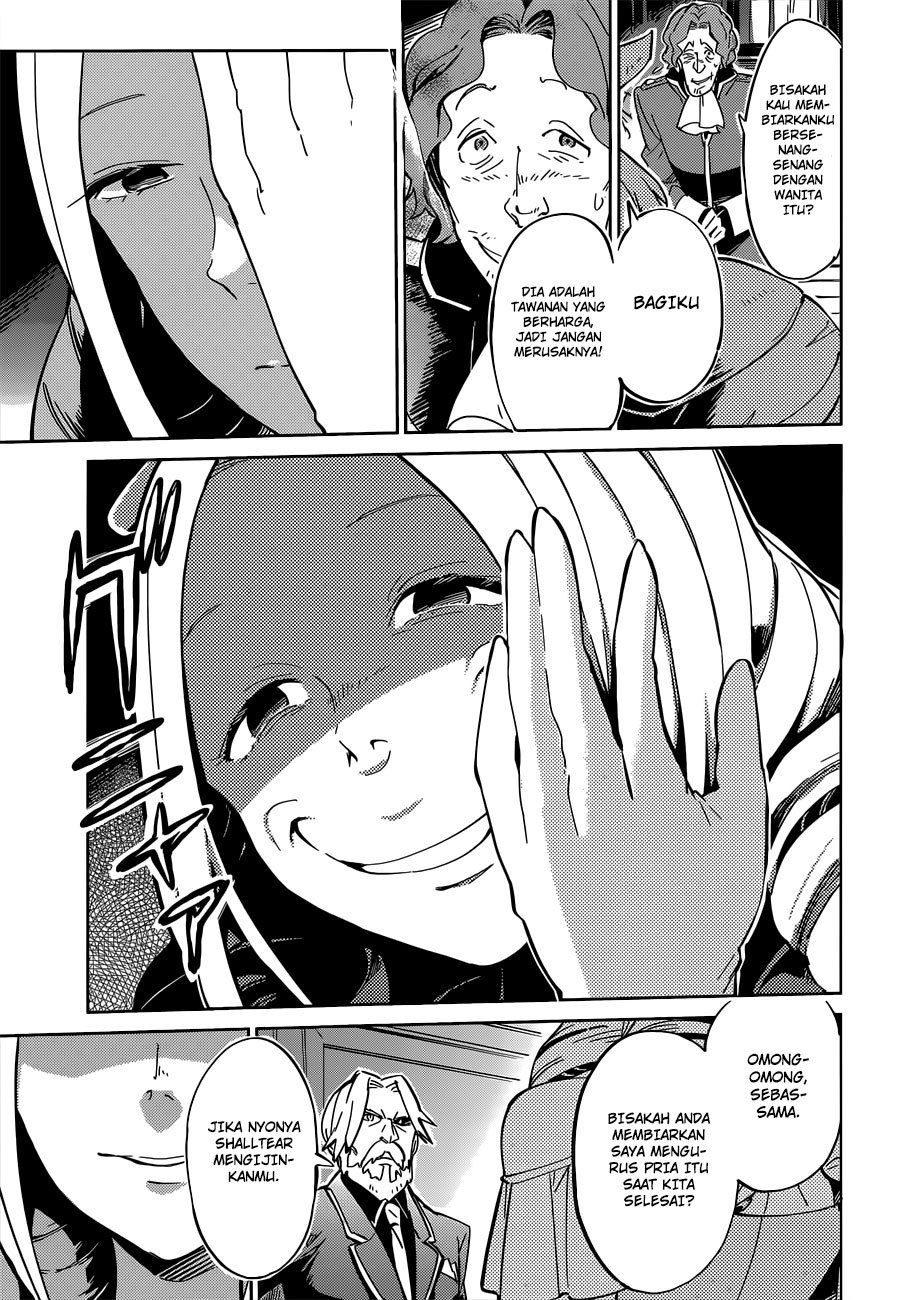 BISAKAH
KAU MEM-
BIARKANKU
BERSE-
NANG-
SENANG
DENGAN
WANITA
ITU?
BAGIKU
DIA ADALAH
TAWANAN YANG
BERHARGA,
JADI JANGAN
MERUSAKNYA!
OMONG-
OMONG,
SEBAS-
SAMA.
BISAKAH ANDA
MEMBIARKAN
SAYA MENGU-
RUS PRIA ITU
SAAT KITA
SELESAI?
JIKA NYONYA
SHALLTEAR
MENGIJIN-
KANMU.